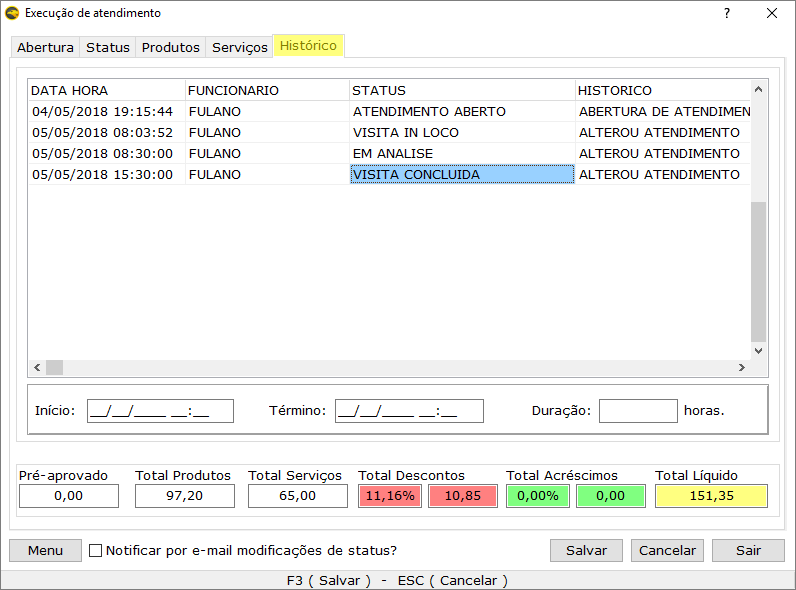 Execução de atendimento ?
Abertura Status Produtos Serviços Histórico
DATA HORA FUNCIONARIO STATUS HISTORICO
04/05/2018 19:15:44 FULANO ATENDIMENTO ABERTO ABERTURA DE ATENDIMEN
05/05/2018 08:03:52 FULANO VISITA IN LOCO ALTEROU ATENDIMENTO
05/05/2018 08:30:00 FULANO EM ANALISE ALTEROU ATENDIMENTO
05/05/2018 15:30:00 FULANO VISITA CONCLUIDA ALTEROU ATENDIMENTO
Início: __/__/____ __:__ Término: __/__/____ __:__ Duração: horas.
Pré-aprovado Total Produtos Total Serviços Total Descontos Total Acréscimos Total Líquido
0,00 97,20 65,00 11,16% 10,85 0,00% 0,00 151,35
Menu Notificar por e-mail modificações de status? Salvar Cancelar Sair
F3 ( Salvar ) - ESC ( Cancelar )